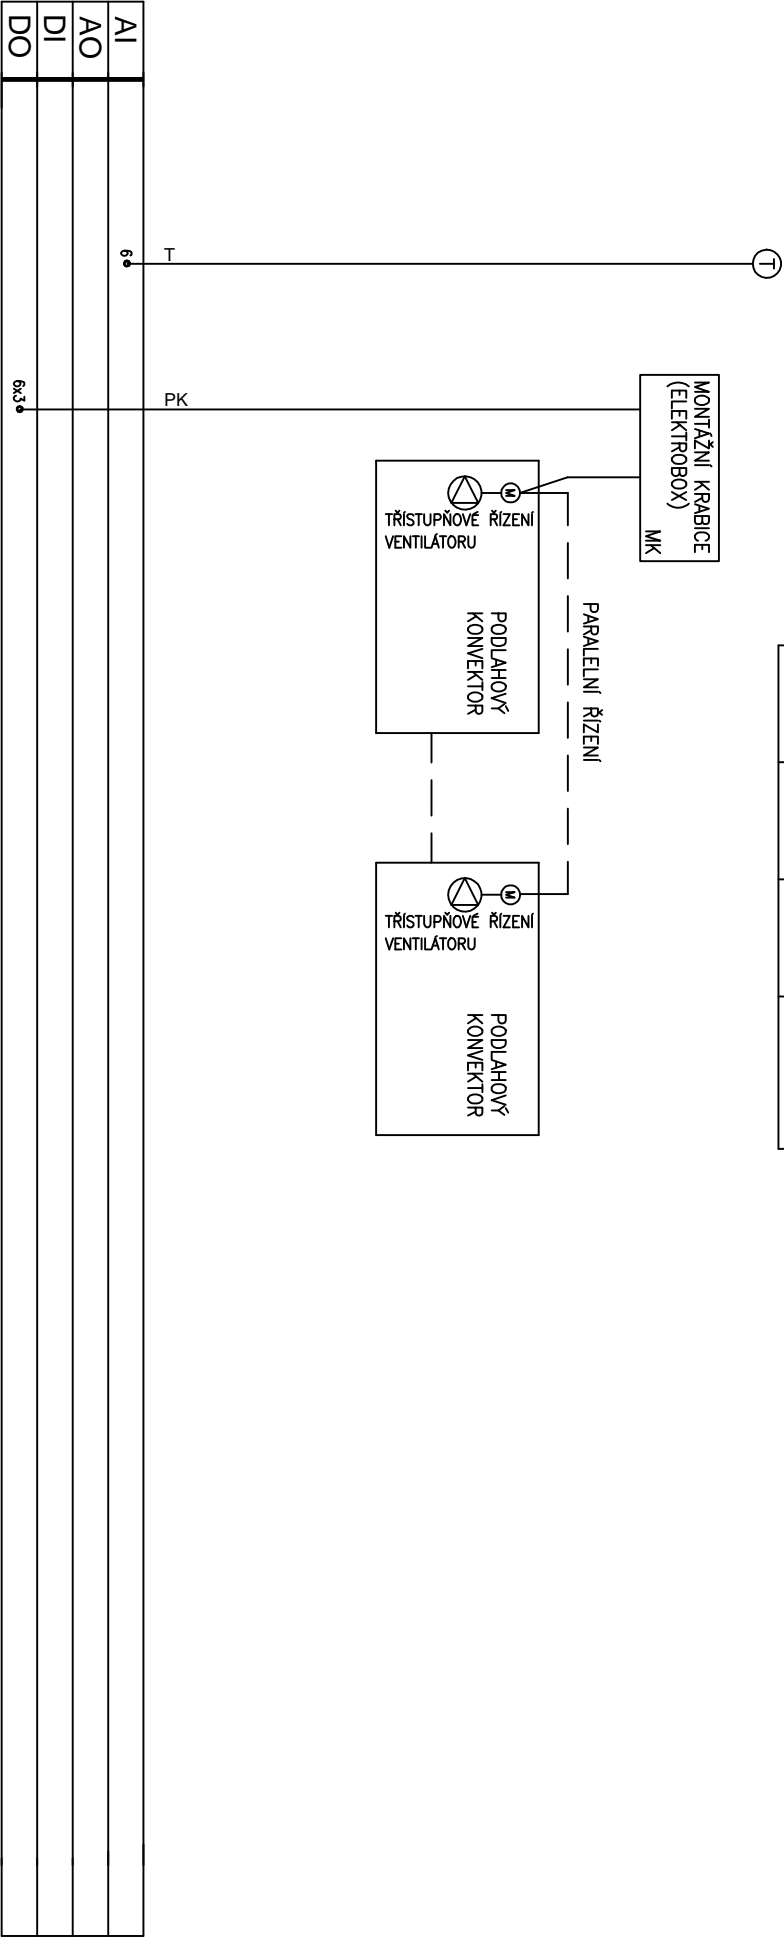 T
MONTÁŽNÍ KRABICE
(ELEKTROBOX)
MK
PARALELNÍ ŘÍZENÍ
M
TŘÍSTUPŇOVÉ ŘÍZENÍ
VENTILÁTORU
PODLAHOVÝ
KONVEKTOR
M
TŘÍSTUPŇOVÉ ŘÍZENÍ
VENTILÁTORU
PODLAHOVÝ
KONVEKTOR
T
PK
AI
6
AO
DI
DO
6x3